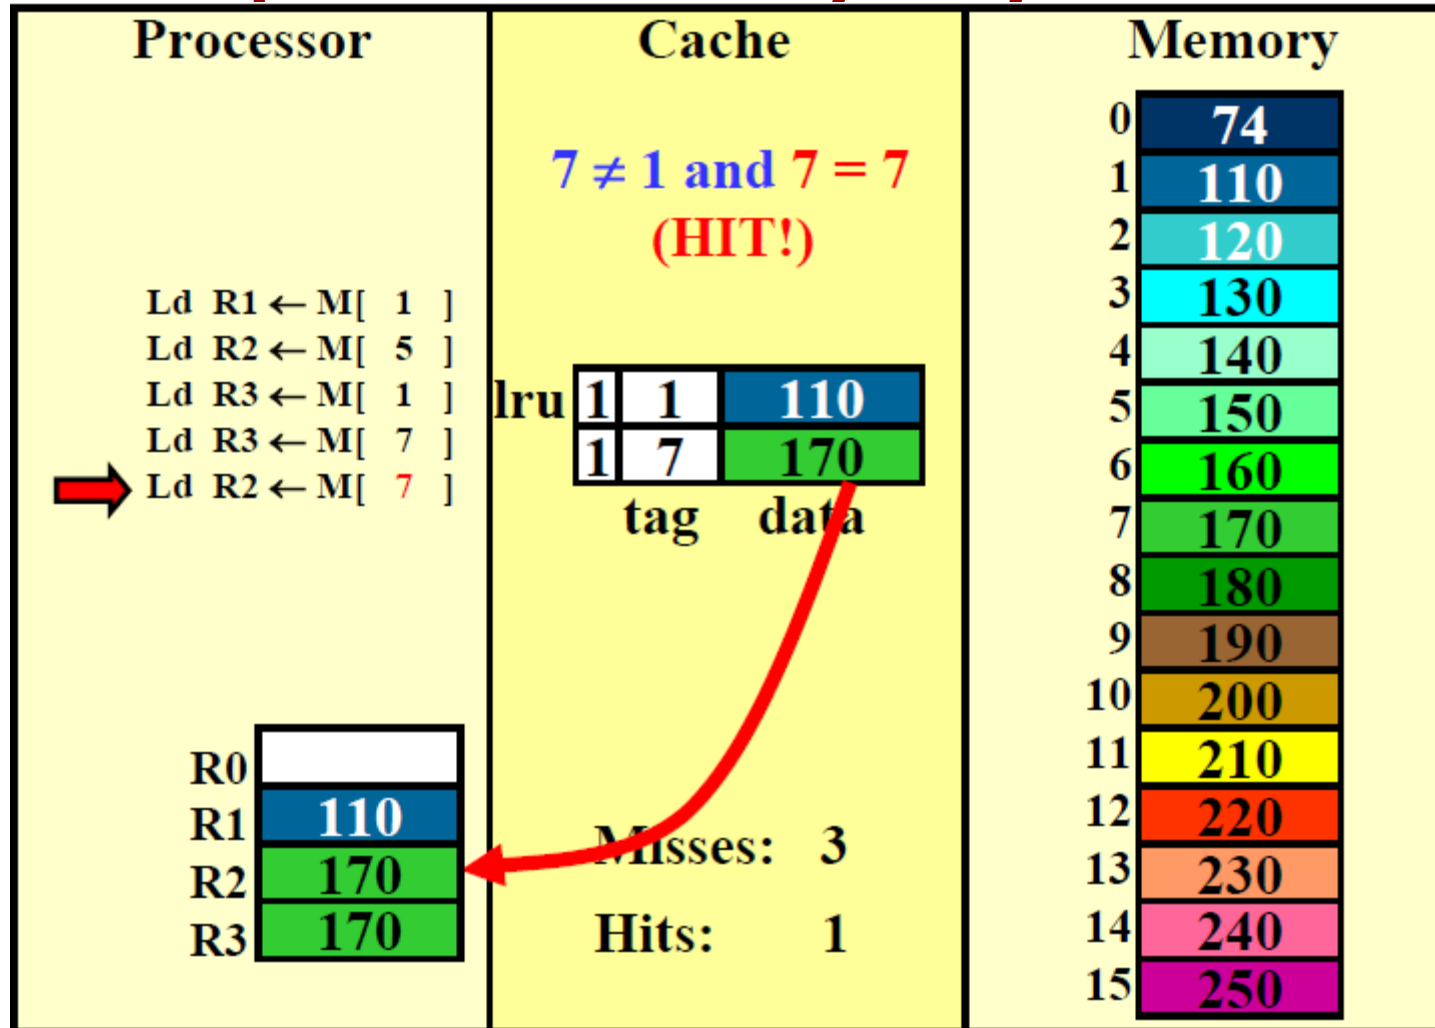 Processor
Ld R1 ← M[ 1 ]
Ld R2 ← M[ 5 ]
Ld R3 ← M[ 1 ]
Ld R3 ← M[ 7 ]
Ld R2 ← M[ 7 ]
R0
R1 110
R2 170
R3 170
Cache
7 ≠ 1 and 7 = 7
(HIT!)
lru 1 1 110
1 7 170
tag data
Misses: 3
Hits: 1
Memory
0 74
1 110
2 120
3 130
4 140
5 150
6 160
7 170
8 180
9 190
10 200
11 210
12 220
13 230
14 240
15 250